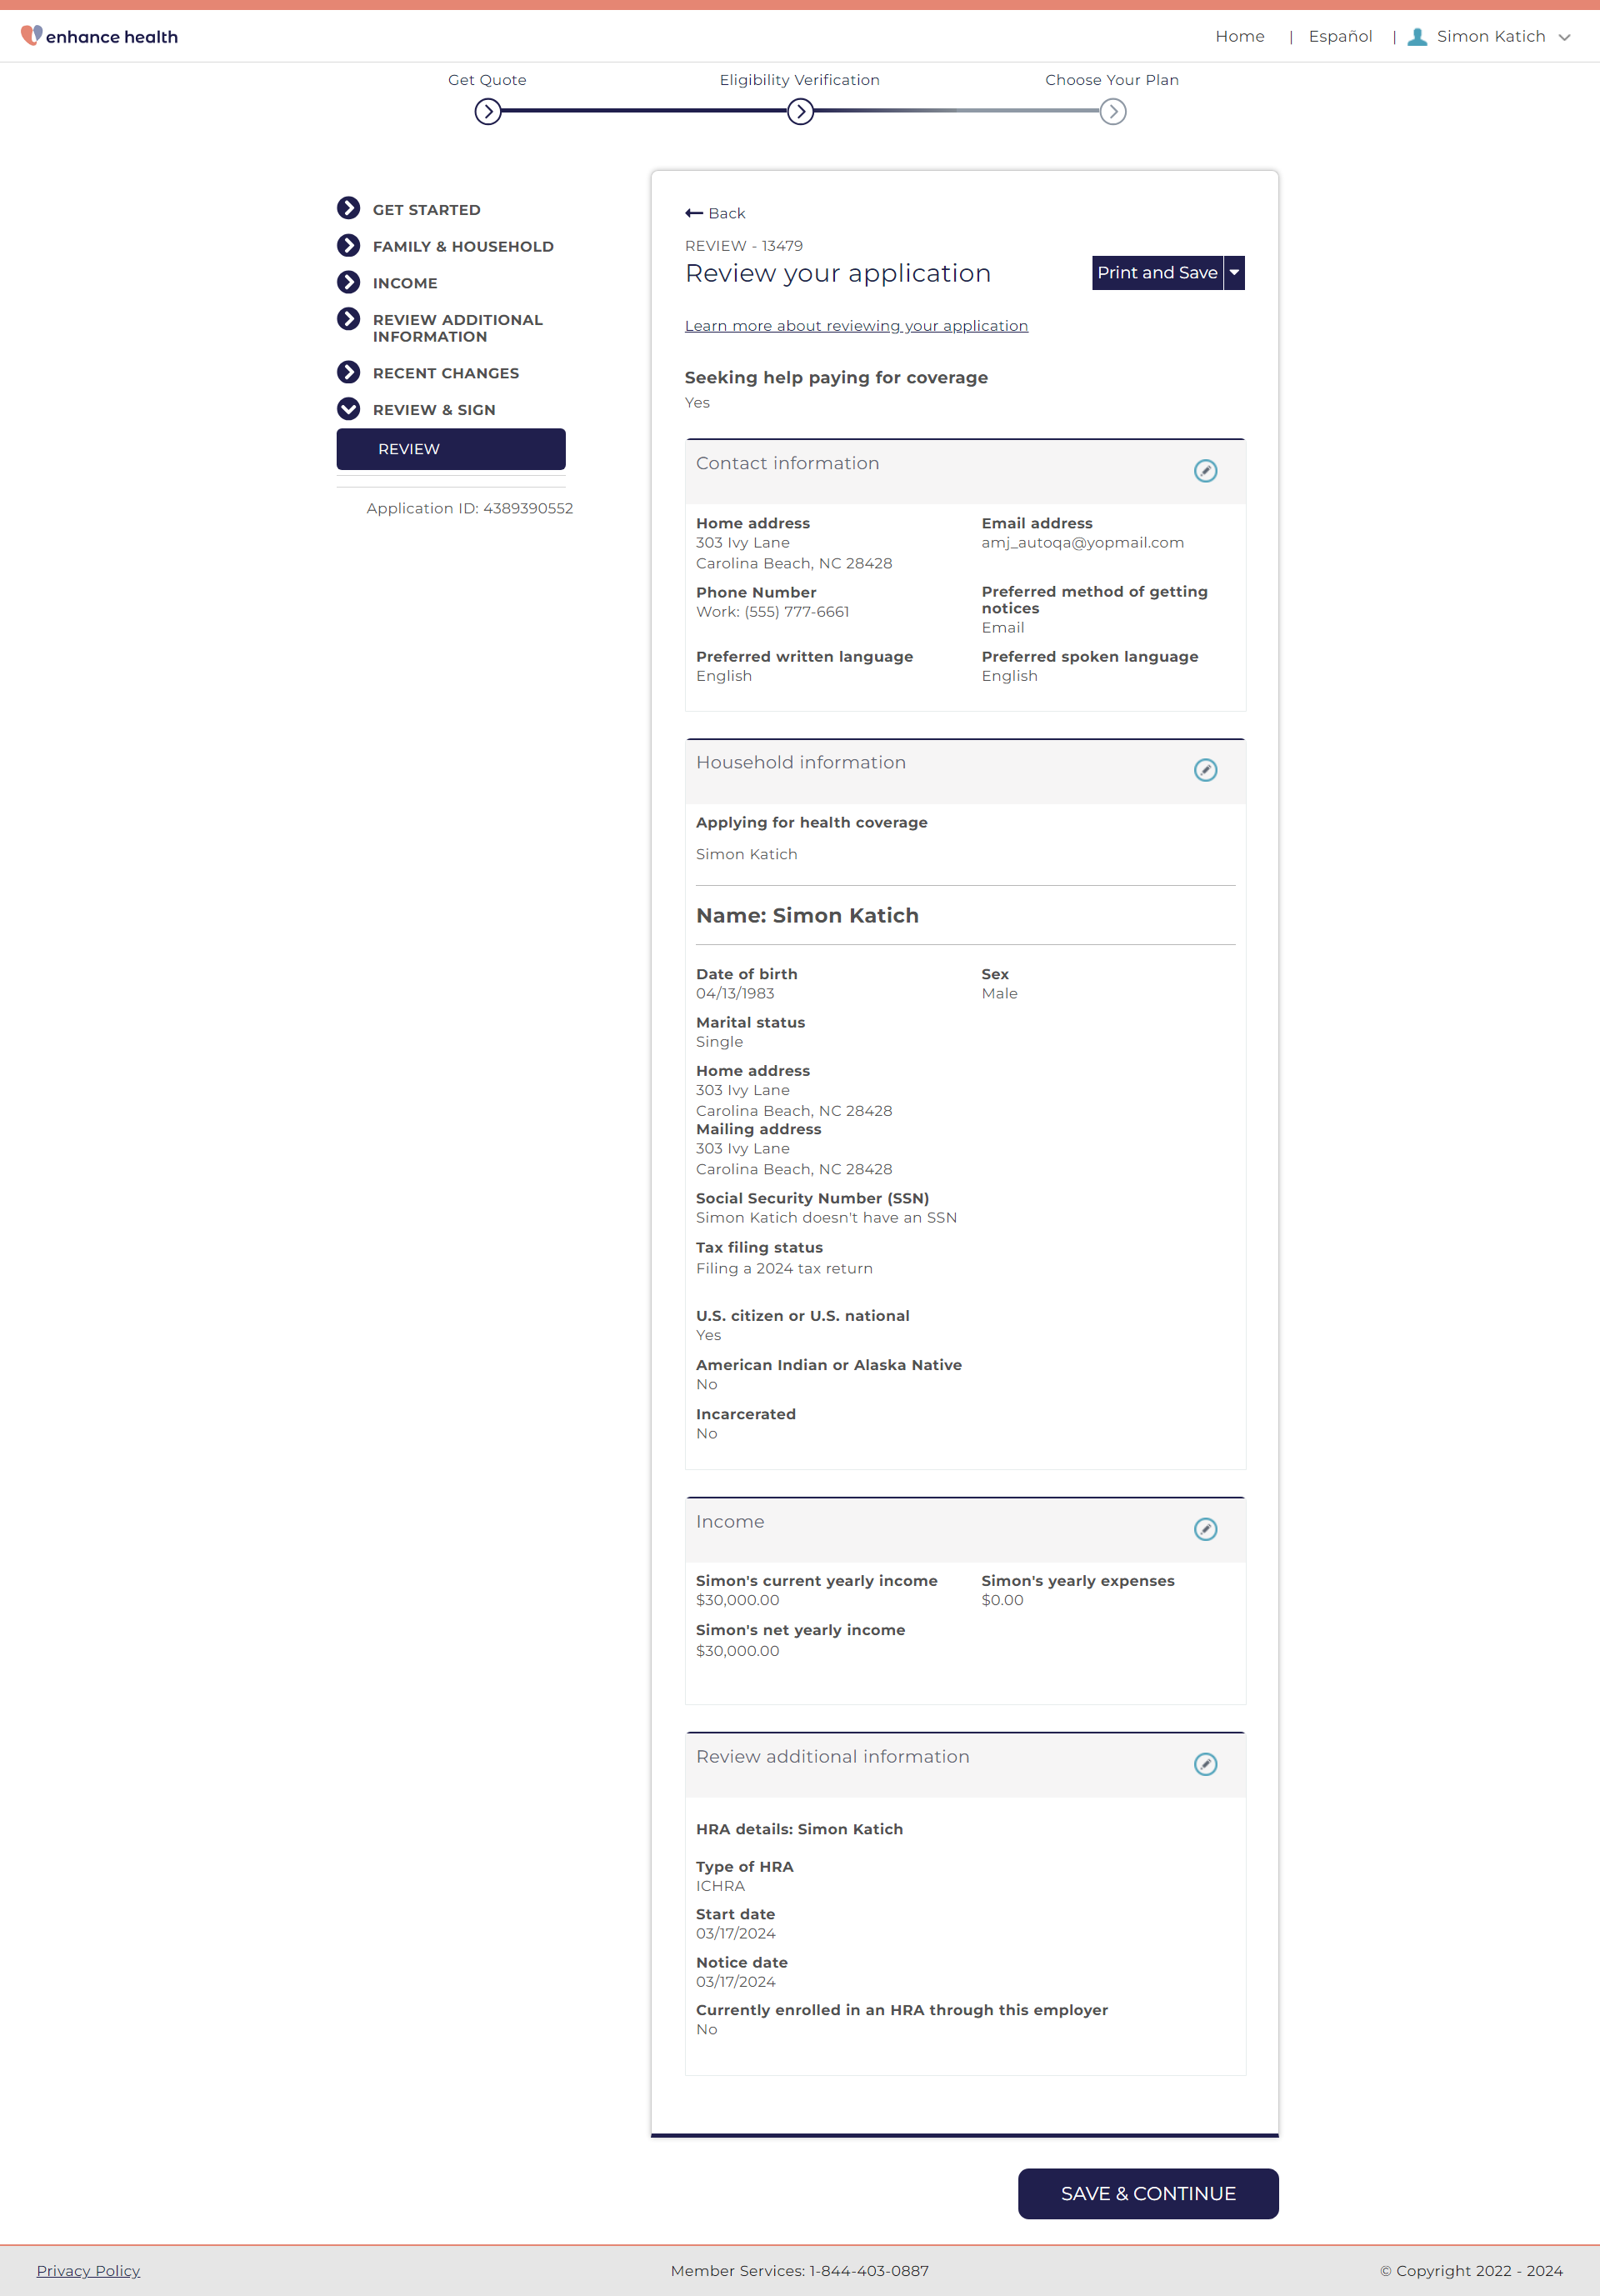 enhance health
Home | Español | Simon Katich
Get Quote
Eligibility Verification
Choose Your Plan
GET STARTED
FAMILY & HOUSEHOLD
INCOME
REVIEW ADDITIONAL
INFORMATION
RECENT CHANGES
REVIEW & SIGN
REVIEW
Application ID: 4389390552
Back
REVIEW - 13479
Review your application
Print and Save
Learn more about reviewing your application
Seeking help paying for coverage
Yes
Contact information
Home address
303 Ivy Lane
Carolina Beach, NC 28428
Email address
amj_autoqa@yopmail.com
Phone Number
Work: (555) 777-6661
Preferred method of getting
notices
Email
Preferred written language
English
Preferred spoken language
English
Household information
Applying for health coverage
Simon Katich
Name: Simon Katich
Date of birth
04/13/1983
Sex
Male
Marital status
Single
Home address
303 Ivy Lane
Carolina Beach, NC 28428
Mailing address
303 Ivy Lane
Carolina Beach, NC 28428
Social Security Number (SSN)
Simon Katich doesn't have an SSN
Tax filing status
Filing a 2024 tax return
U.S. citizen or U.S. national
Yes
American Indian or Alaska Native
No
Incarcerated
No
Income
Simon's current yearly income
$30,000.00
Simon's yearly expenses
$0.00
Simon's net yearly income
$30,000.00
Review additional information
HRA details: Simon Katich
Type of HRA
ICHRA
Start date
03/17/2024
Notice date
03/17/2024
Currently enrolled in an HRA through this employer
No
SAVE & CONTINUE
Privacy Policy
Member Services: 1-844-403-0887
© Copyright 2022 - 2024